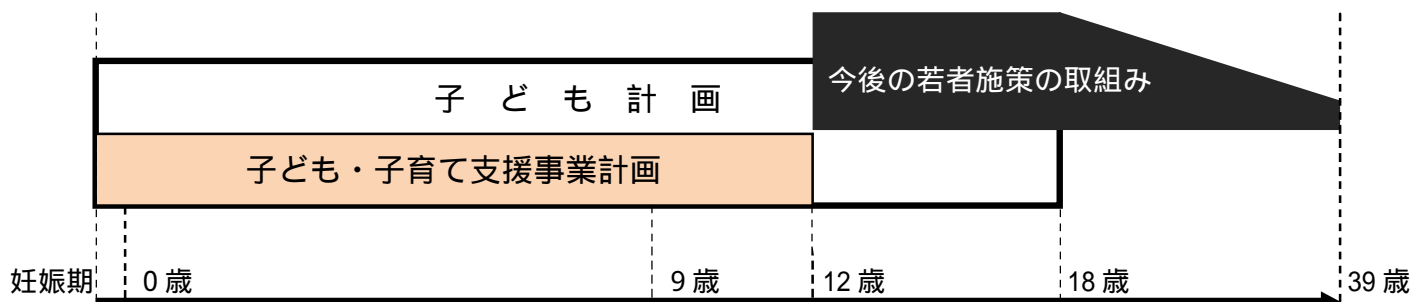 今後の若者施策の取組み
子ども計画
子ども・子育て支援事業計画
妊娠期 0歳 9歳 12歳 18歳 39歳